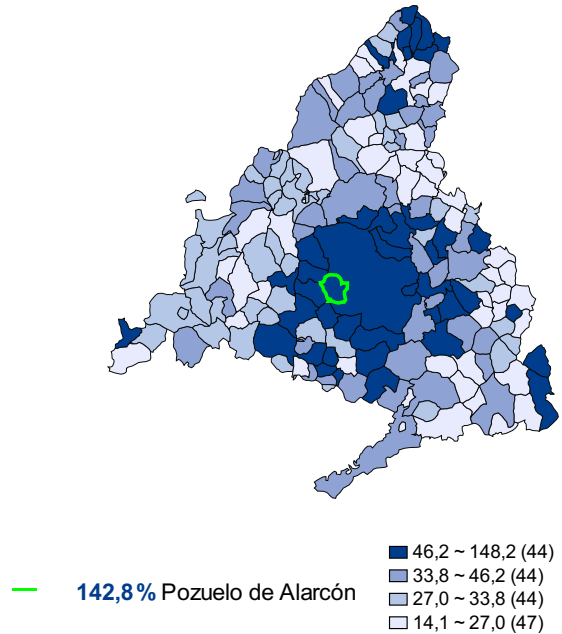 142,8 % Pozuelo de Alarcón
46,2 ~ 148,2 (44)
33,8 ~ 46,2 (44)
27,0 ~ 33,8 (44)
14,1 ~ 27,0 (47)